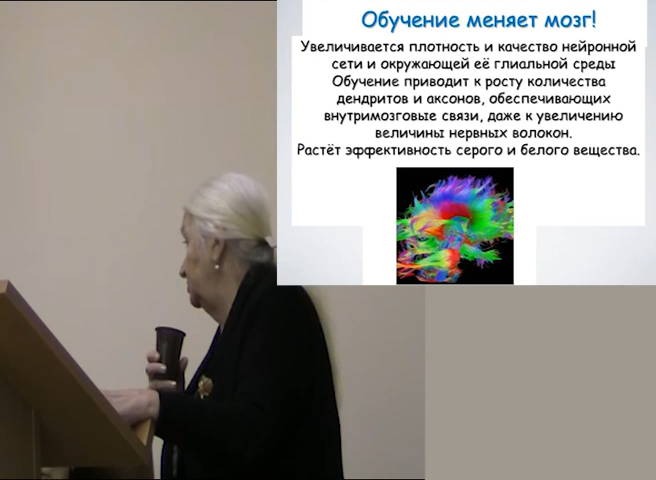 Обучение меняет мозг!
Увеличивается плотность и качество нейронной
сети и окружающей её глиальной среды
Обучение приводит к росту количества
дендритов и аксонов, обеспечивающих
внутримозговые связи, даже к увеличению
величины нервных волокон.
Растёт эффективность серого и белого вещества.